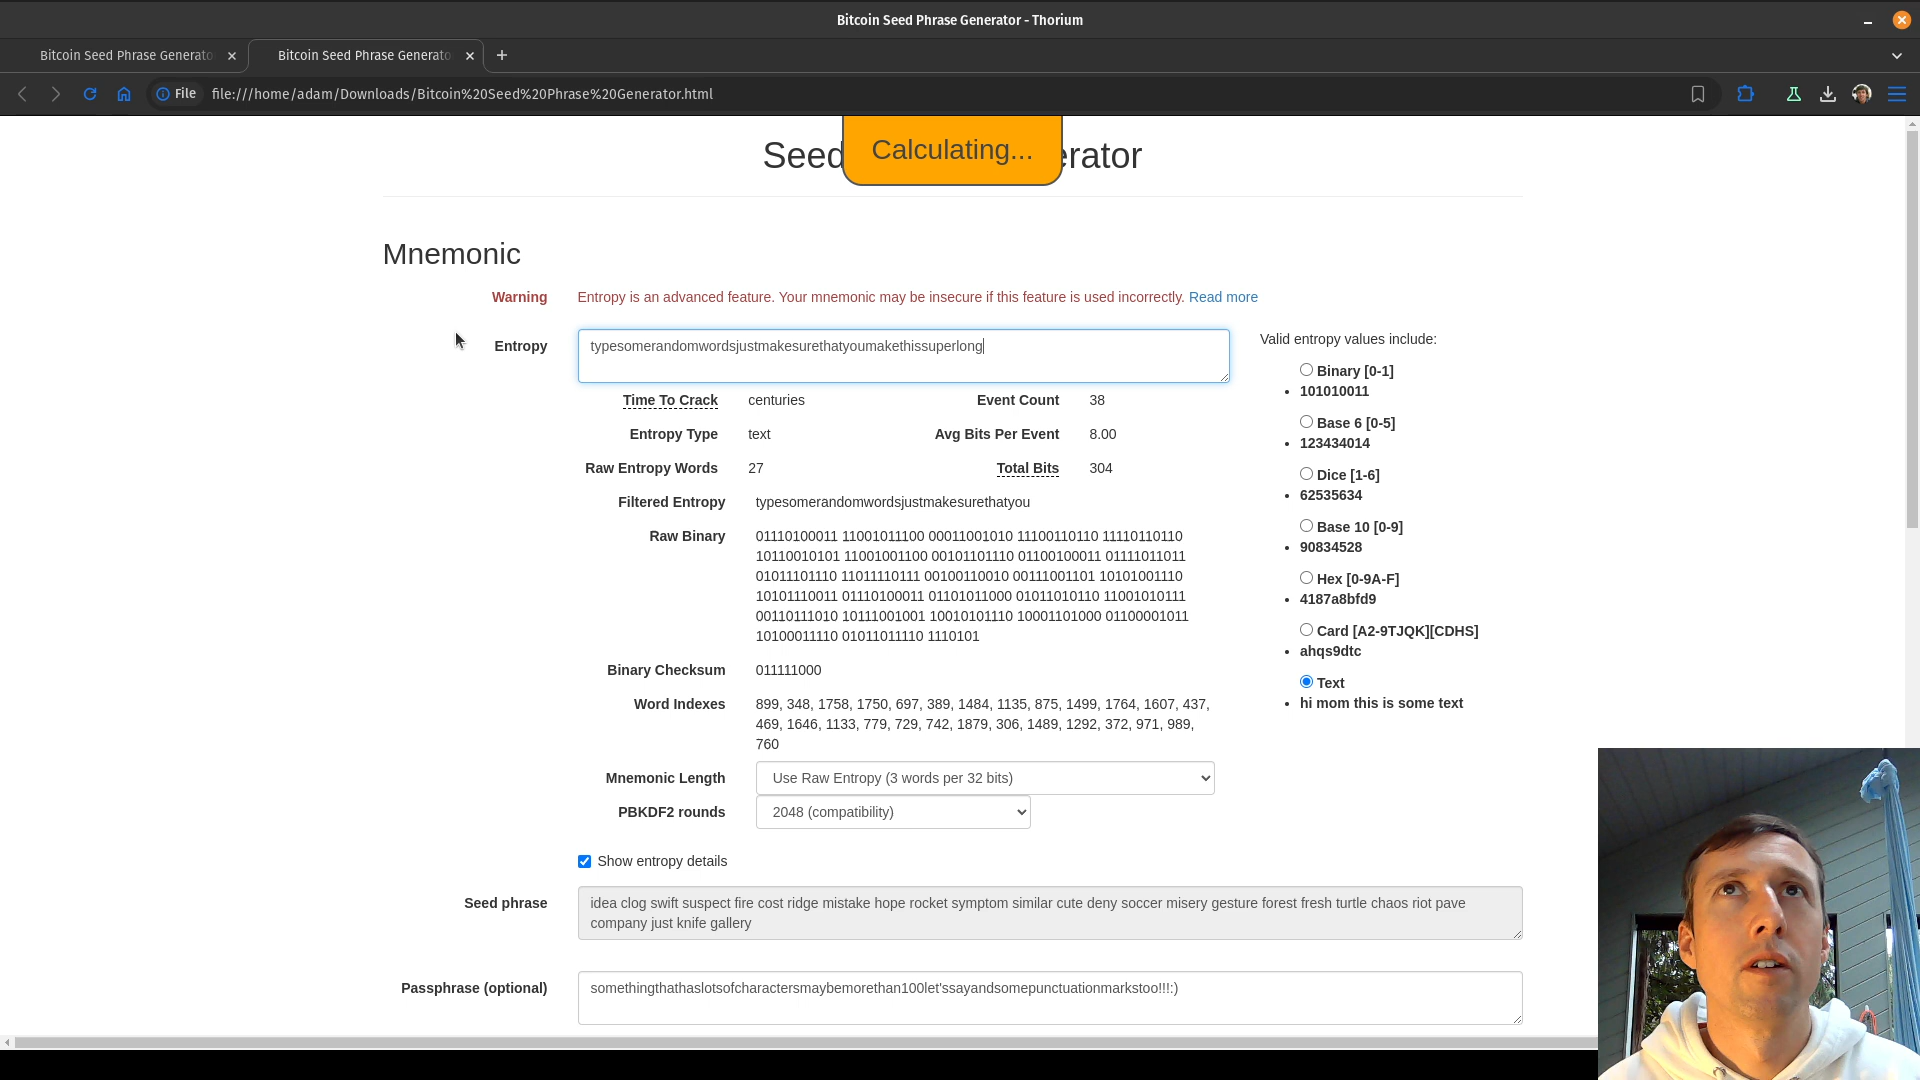 Bitcoin Seed Phrase Generator - Thorium
Bitcoin Seed Phrase Generato
Bitcoin Seed Phrase Generato
File
file:///home/adam/Downloads/Bitcoin%20Seed%20Phrase%20Generator.html
Calculating...
Seed
erator
Mnemonic
Warning
Entropy is an advanced feature. Your mnemonic may be insecure if this feature is used incorrectly. Read more
Entropy
typesomerandomwordsjustmakesurethatyoumakethissuperlong
Time To Crack centuries Event Count 38
Entropy Type text Avg Bits Per Event 8.00
Raw Entropy Words 27 Total Bits 304
Filtered Entropy typesomerandomwordsjustmakesurethatyou
Raw Binary 01110100011 11001011100 00011001010 11100110110 11110110110
10110010101 11001001100 00101101110 01100100011 01111011011
01011101110 11011110111 00100110010 00111001101 10101001110
10101110011 01110100011 01101011000 01011010110 11001010111
00110111010 10111001001 10010101110 10001101000 01100001011
10100011110 01011011110 1110101
Binary Checksum 011111000
Word Indexes 899, 348, 1758, 1750, 697, 389, 1484, 1135, 875, 1499, 1764, 1607, 437,
469, 1646, 1133, 779, 729, 742, 1879, 306, 1489, 1292, 372, 971, 989,
760
Mnemonic Length Use Raw Entropy (3 words per 32 bits)
PBKDF2 rounds 2048 (compatibility)
Show entropy details
Valid entropy values include:
Binary [0-1]
101010011
Base 6 [0-5]
123434014
Dice [1-6]
62535634
Base 10 [0-9]
90834528
Hex [0-9A-F]
4187a8bfd9
Card [A2-9TJQK][CDHS]
ahqs9dtc
Text
hi mom this is some text
Seed phrase
idea clog swift suspect fire cost ridge mistake hope rocket symptom similar cute deny soccer misery gesture forest fresh turtle chaos riot pave
company just knife gallery
Passphrase (optional)
somethingthathaslotsofcharactersmaybemorethan100let'ssayandsomepunctuationmarkstoo!!!:)